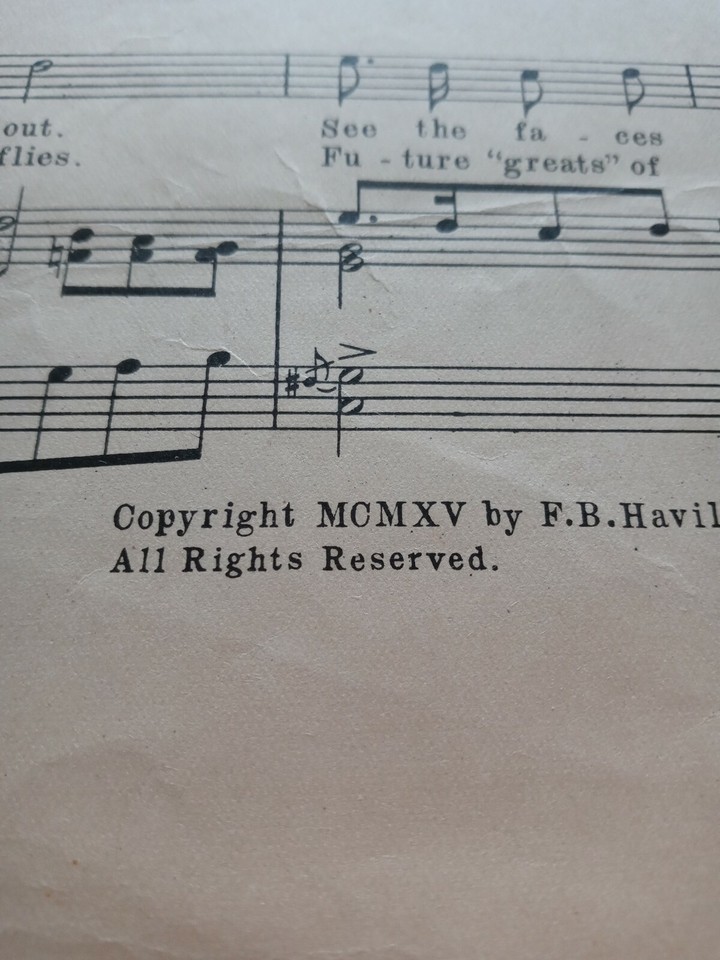 out. See the fa - ces
flies. Fu - ture "greats" of
Copyright MCMXV by F.B.Havil
All Rights Reserved.